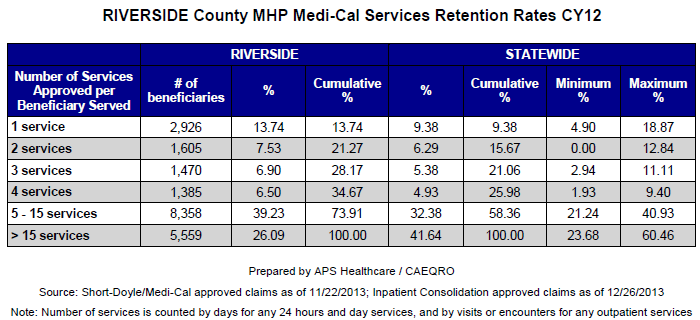 RIVERSIDE County MHP Medi-Cal Services Retention Rates CY12
RIVERSIDE STATEWIDE
Number of Services Approved per Beneficiary Served # of beneficiaries % Cumulative % % Cumulative % Minimum % Maximum %
1 service 2,926 13.74 13.74 9.38 9.38 4.90 18.87
2 services 1,605 7.53 21.27 6.29 15.67 0.00 12.84
3 services 1,470 6.90 28.17 5.38 21.06 2.94 11.11
4 services 1,385 6.50 34.67 4.93 25.98 1.93 9.40
5 - 15 services 8,358 39.23 73.91 32.38 58.36 21.24 40.93
> 15 services 5,559 26.09 100.00 41.64 100.00 23.68 60.46
Prepared by APS Healthcare / CAEQRO
Source: Short-Doyle/Medi-Cal approved claims as of 11/22/2013; Inpatient Consolidation approved claims as of 12/26/2013
Note: Number of services is counted by days for any 24 hours and day services, and by visits or encounters for any outpatient services